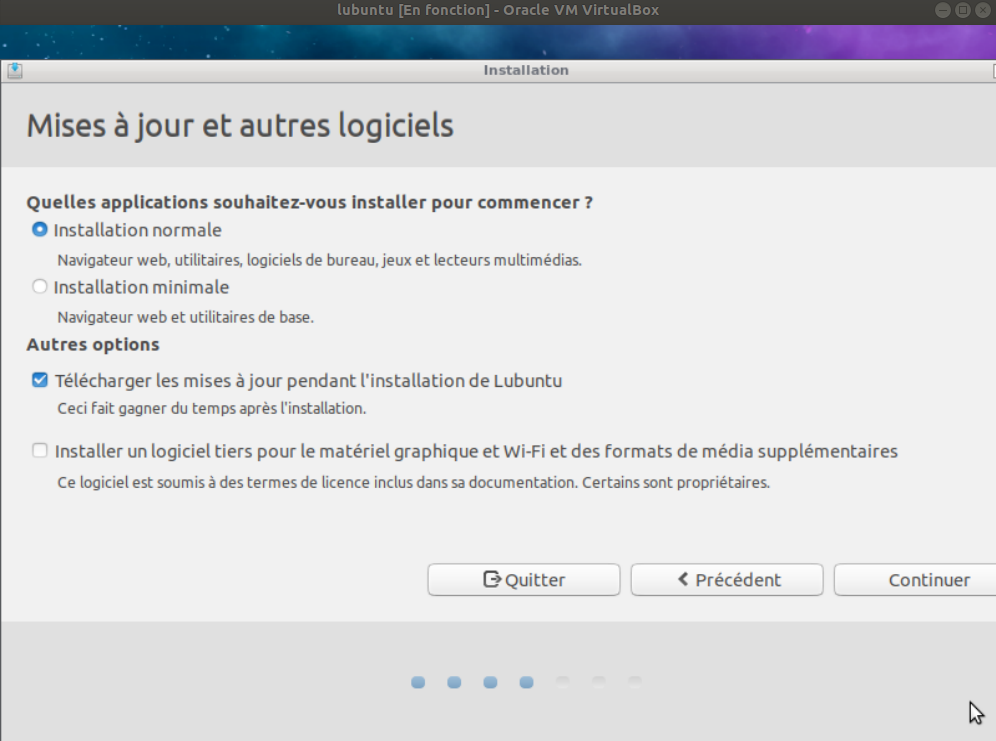 lubuntu [En fonction] - Oracle VM VirtualBox
Installation
Mises à jour et autres logiciels
Quelles applications souhaitez-vous installer pour commencer ?
Installation normale
Navigateur web, utilitaires, logiciels de bureau, jeux et lecteurs multimédias.
Installation minimale
Navigateur web et utilitaires de base.
Autres options
Télécharger les mises à jour pendant l'installation de Lubuntu
Ceci fait gagner du temps après l'installation.
Installer un logiciel tiers pour le matériel graphique et Wi-Fi et des formats de média supplémentaires
Ce logiciel est soumis à des termes de licence inclus dans sa documentation. Certains sont propriétaires.
Quitter Précédent Continuer